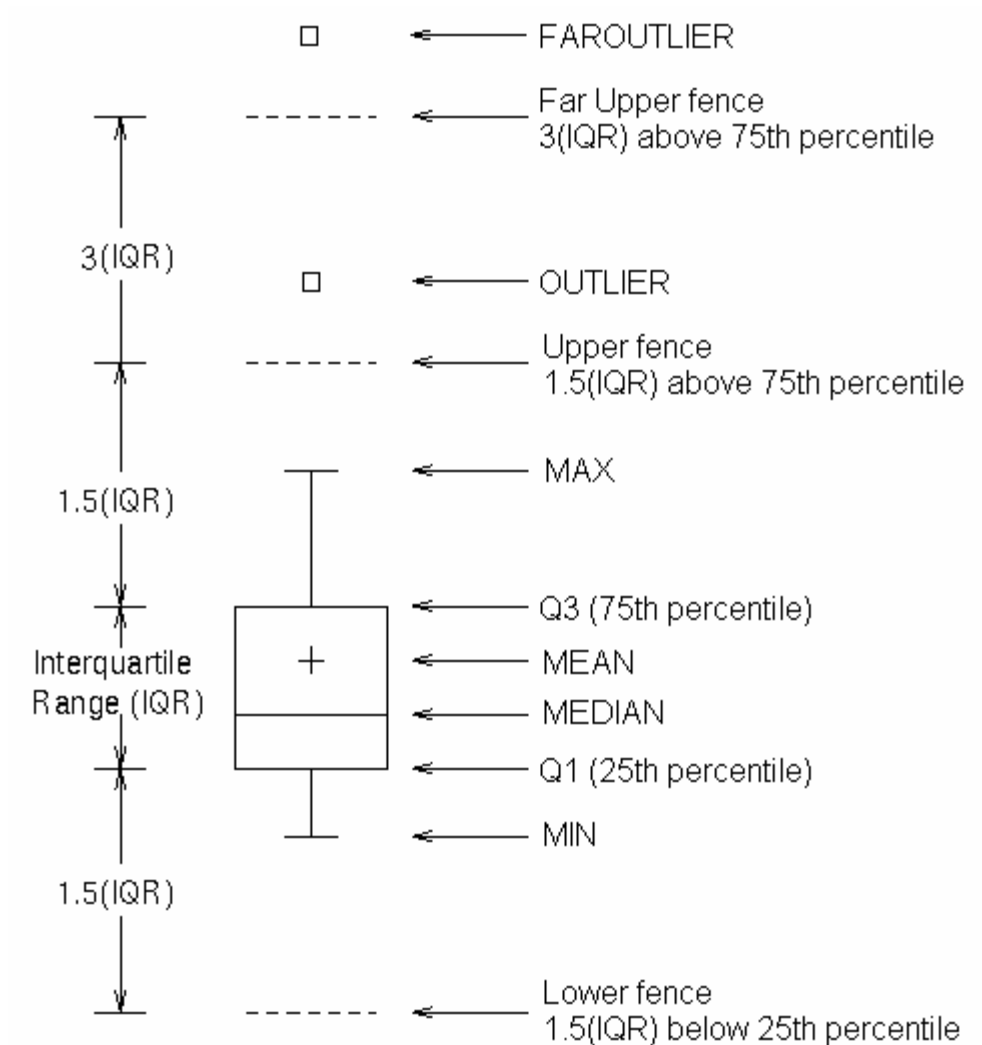 FAROUTLIER
Far Upper fence
3(IQR) above 75th percentile
3(IQR)
OUTLIER
Upper fence
1.5(IQR) above 75th percentile
MAX
1.5(IQR)
Q3 (75th percentile)
Interquartile
Range (IQR)
MEAN
MEDIAN
Q1 (25th percentile)
MIN
1.5(IQR)
Lower fence
1.5(IQR) below 25th percentile